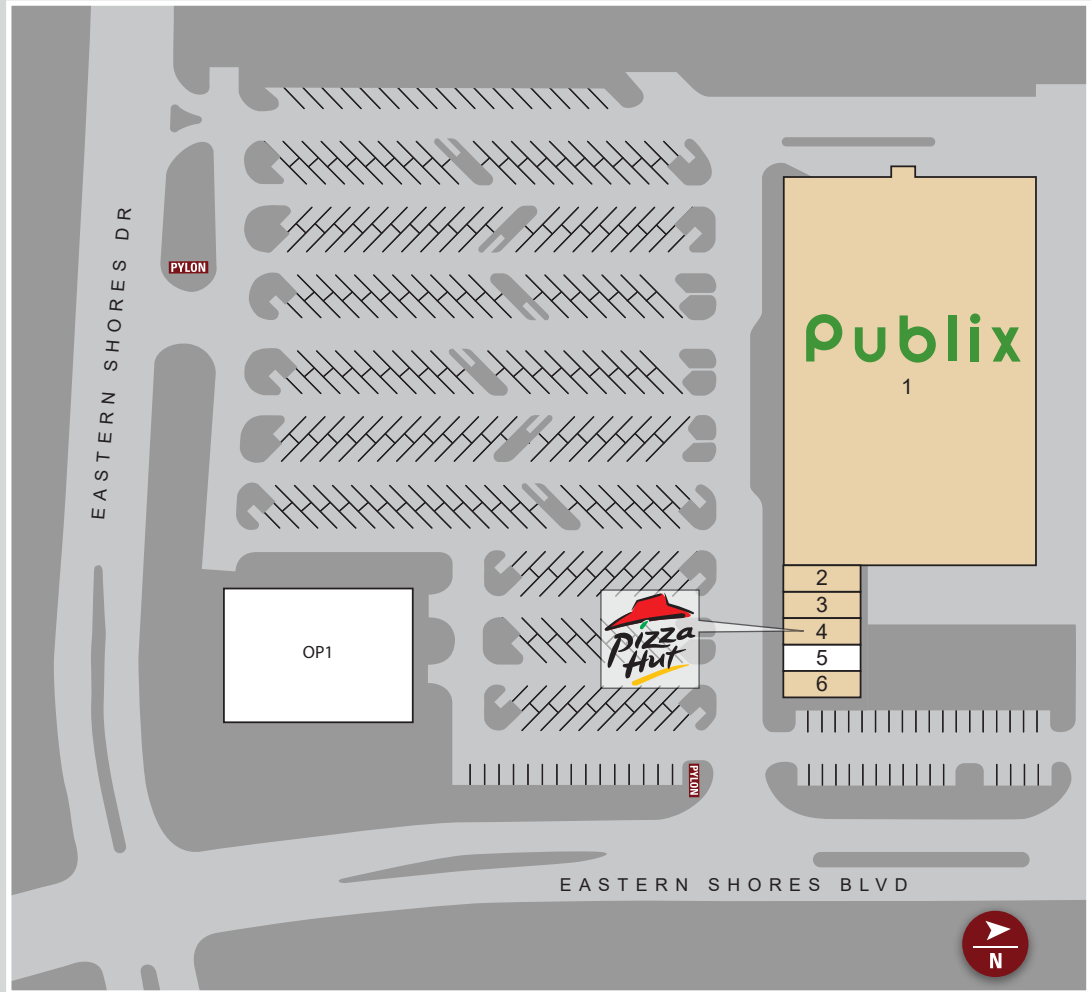 EASTERN SHORES DR
PYLON
Publix
1
2
3
4
5
6
OP1
Pizza
Hut
PYLON
EASTERN SHORES BLVD
N